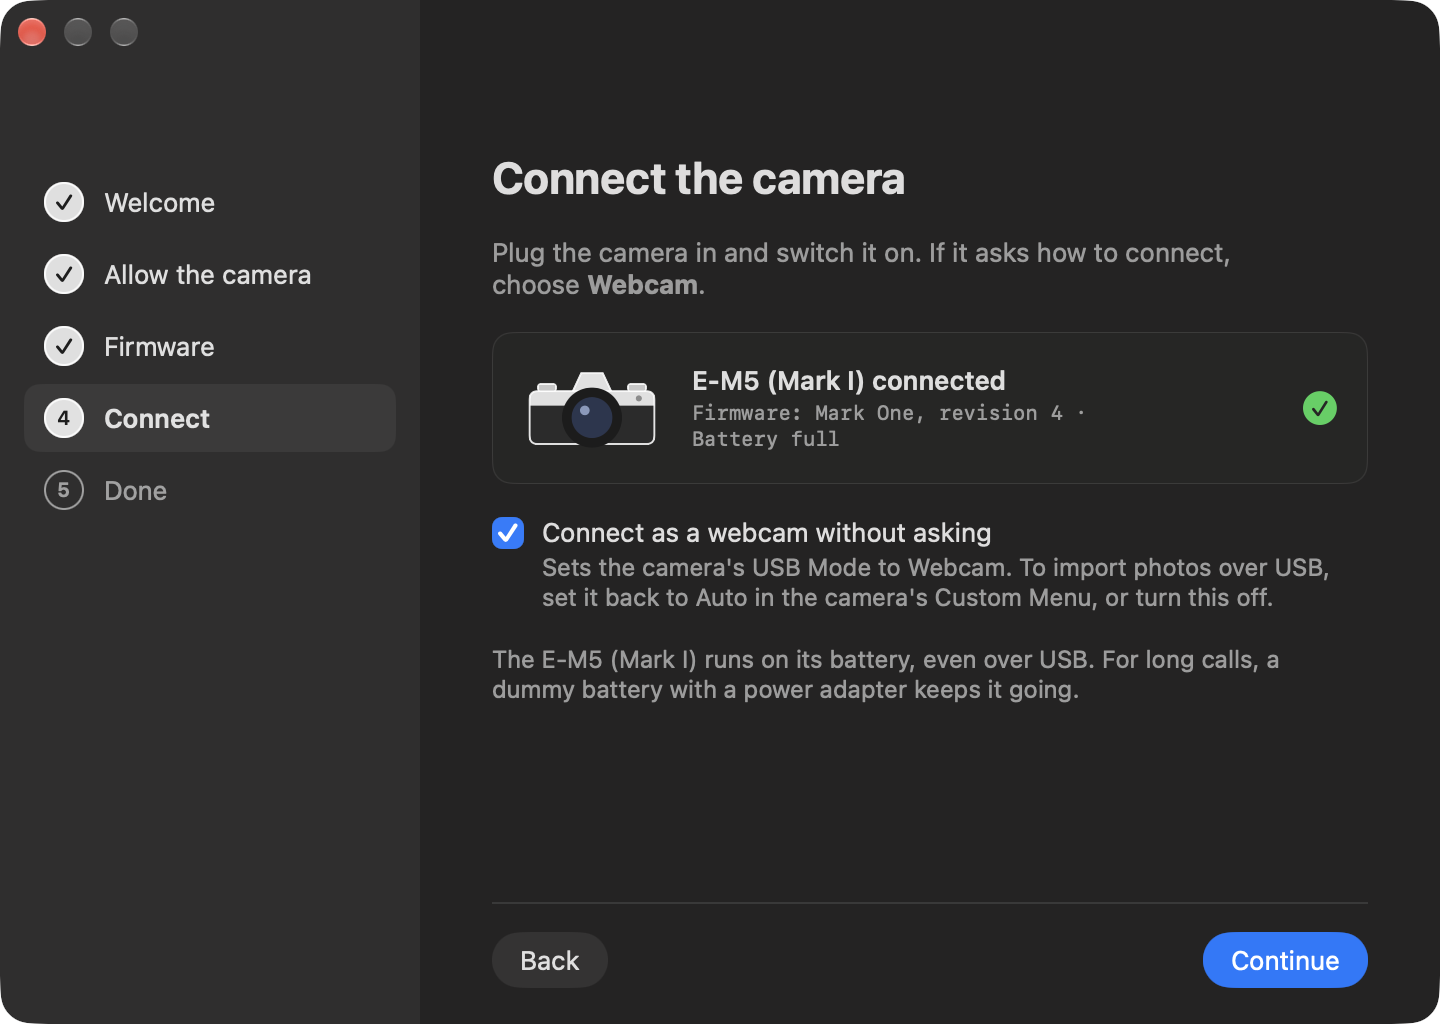 Welcome
Allow the camera
Firmware
4 Connect
5 Done
Connect the camera
Plug the camera in and switch it on. If it asks how to connect,
choose Webcam.
E-M5 (Mark I) connected
Firmware: Mark One, revision 4 ·
Battery full
Connect as a webcam without asking
Sets the camera's USB Mode to Webcam. To import photos over USB,
set it back to Auto in the camera's Custom Menu, or turn this off.
The E-M5 (Mark I) runs on its battery, even over USB. For long calls, a
dummy battery with a power adapter keeps it going.
Back
Continue